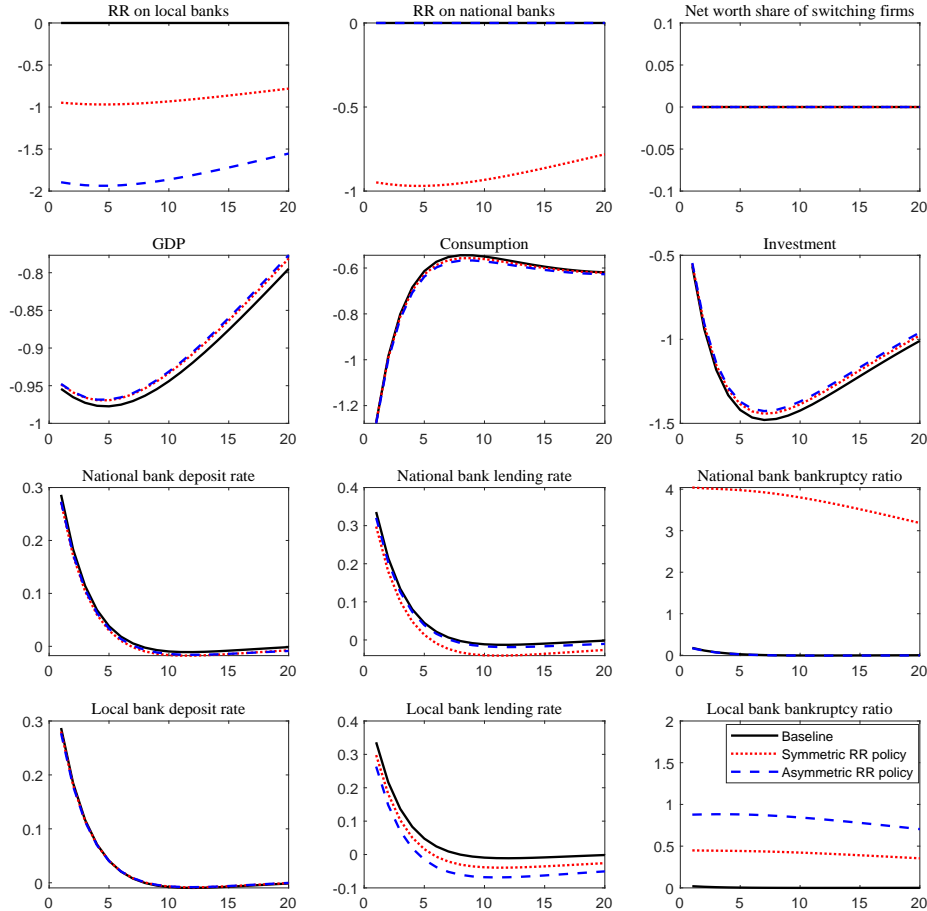 RR on local banks
RR on national banks
Net worth share of switching firms
0
-0.5
-1
-1.5
-2
0 5 10 15 20
0
-0.5
-1
0 5 10 15 20
0.1
0.05
0
-0.05
-0.1
0 5 10 15 20
GDP
Consumption
Investment
-0.8
-0.85
-0.9
-0.95
-1
0 5 10 15 20
-0.6
-0.8
-1
-1.2
0 5 10 15 20
-0.5
-1
-1.5
0 5 10 15 20
National bank deposit rate
National bank lending rate
National bank bankruptcy ratio
0.3
0.2
0.1
0
0 5 10 15 20
0.4
0.3
0.2
0.1
0
0 5 10 15 20
4
3
2
1
0
0 5 10 15 20
Local bank deposit rate
Local bank lending rate
Local bank bankruptcy ratio
0.3
0.2
0.1
0
0 5 10 15 20
0.4
0.3
0.2
0.1
0
-0.1
0 5 10 15 20
2
1.5
1
0.5
0
0 5 10 15 20
Baseline
Symmetric RR policy
Asymmetric RR policy